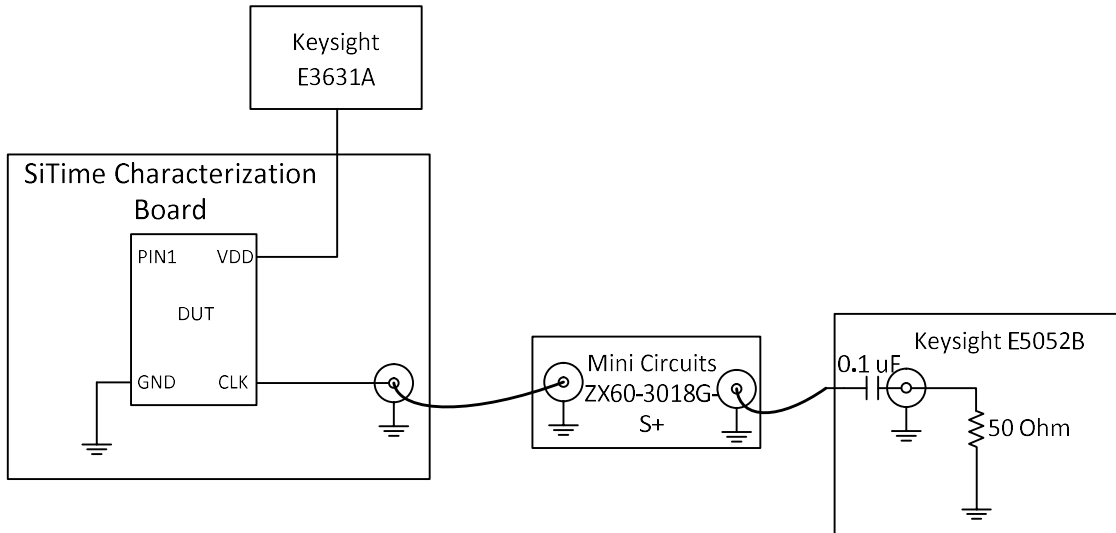 Keysight
E3631A
SiTime Characterization
Board
PIN1
VDD
DUT
GND
CLK
Mini Circuits
ZX60-3018G-
S+
Keysight E5052B
0.1 uF
50 Ohm